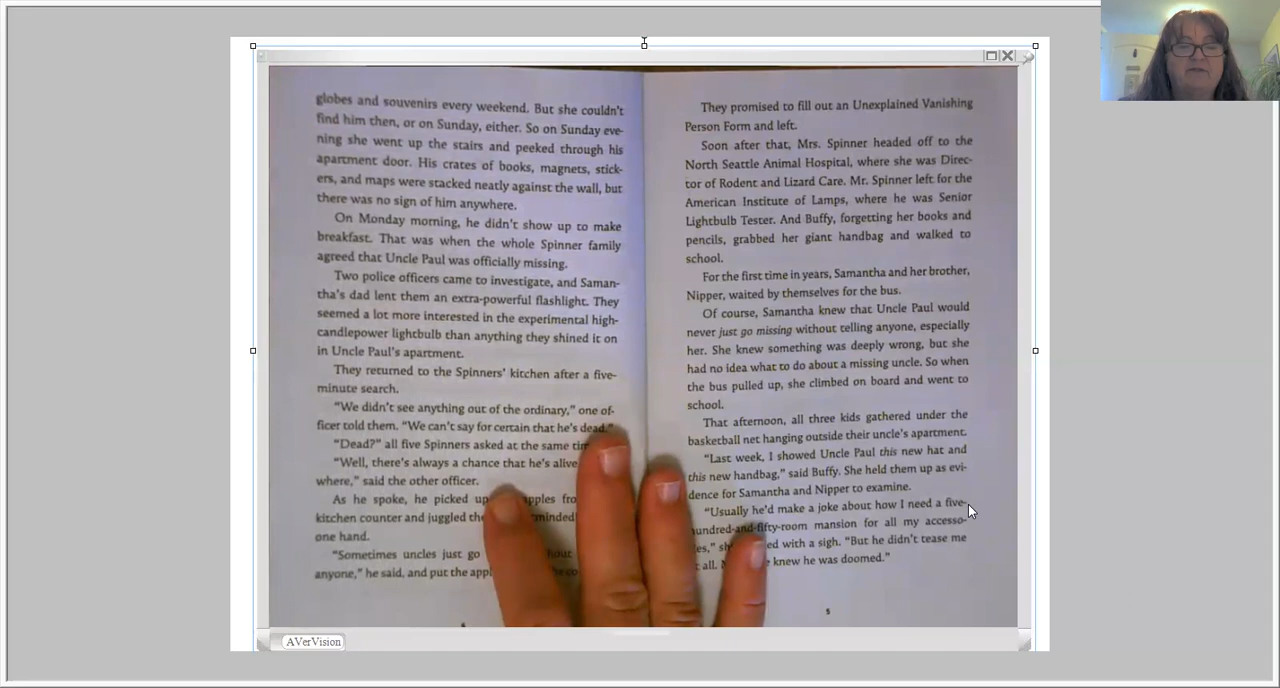 globes and souvenirs every weekend. But she couldn't
find him then, or on Sunday, either. So on Sunday eve-
ning she went up the stairs and peeked through his
apartment door. His crates of books, magnets, stick-
ers, and maps were stacked neatly against the wall, but
there was no sign of him anywhere.
On Monday morning, he didn't show up to make
breakfast. That was when the whole Spinner family
agreed that Uncle Paul was officially missing.
Two police officers came to investigate, and Saman-
tha's dad lent them an extra-powerful flashlight. They
seemed a lot more interested in the experimental high-
candlepower lightbulb than anything they shined it on
in Uncle Paul's apartment.
They returned to the Spinners' kitchen after a five-
minute search.
"We didn't see anything out of the ordinary," one of-
ficer told them. "We can't say for certain that he's dead."
"Dead?" all five Spinners asked at the same
"Well, there's always a chance that he's alive
where," said the other officer.
As he spoke, he picked up apples
kitchen counter and juggled
one hand.
"Sometimes uncles just go
anyone," he said, and put the
They promised to fill out an Unexplained Vanishing
Person Form and left.
Soon after that, Mrs. Spinner headed off to the
North Seattle Animal Hospital, where she was Direc-
tor of Rodent and Lizard Care. Mr. Spinner left for the
American Institute of Lamps, where he was Senior
Lightbulb Tester. And Buffy, forgetting her books and
pencils, grabbed her giant handbag and walked to
school.
For the first time in years, Samantha and her brother,
Nipper, waited by themselves for the bus.
Of course, Samantha knew that Uncle Paul would
never just go missing without telling anyone, especially
her. She knew something was deeply wrong, but she
had no idea what to do about a missing uncle. So when
the bus pulled up, she climbed on board and went to
school.
That afternoon, all three kids gathered under the
basketball net hanging outside their uncle's apartment.
"Last week, I showed Uncle Paul this new hat and
this new handbag," said Buffy. She held them up as evi-
dence for Samantha and Nipper to examine.
"Usually he'd make a joke about how I need a five-
hundred-and-fifty-room mansion for all my accesso-
with a sigh. "But he didn't tease me
all. knew he was doomed."
5
AVerVision